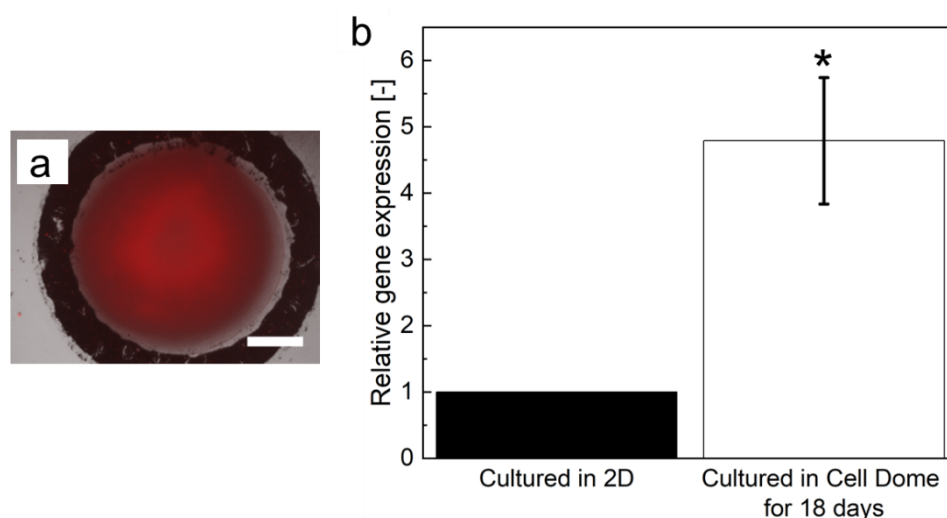 a
b
Relative gene expression [-]
6
5
4
3
2
1
0
*
Cultured in 2D
Cultured in Cell Dome
for 18 days